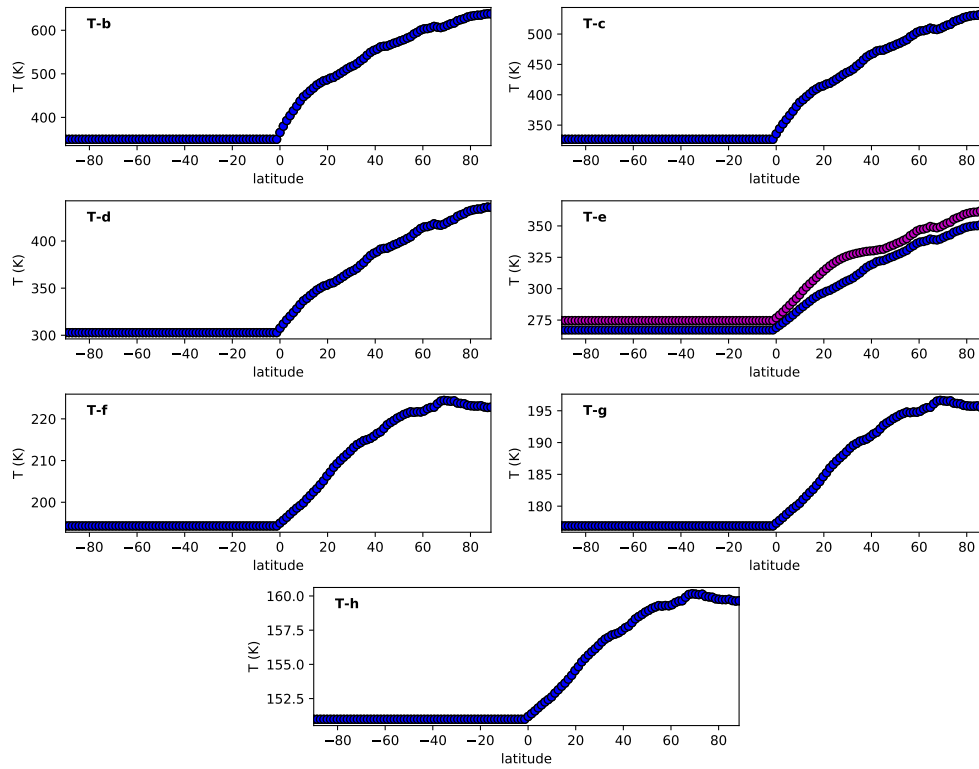 T-b
T (K)
600
500
400
−80 −60 −40 −20 0 20 40 60 80
latitude
T-c
T (K)
500
450
400
350
−80 −60 −40 −20 0 20 40 60 80
latitude
T-d
T (K)
400
350
300
−80 −60 −40 −20 0 20 40 60 80
latitude
T-e
T (K)
350
325
300
275
−80 −60 −40 −20 0 20 40 60 80
latitude
T-f
T (K)
220
210
200
−80 −60 −40 −20 0 20 40 60 80
latitude
T-g
T (K)
195
190
185
180
−80 −60 −40 −20 0 20 40 60 80
latitude
T-h
T (K)
160.0
157.5
155.0
152.5
−80 −60 −40 −20 0 20 40 60 80
latitude